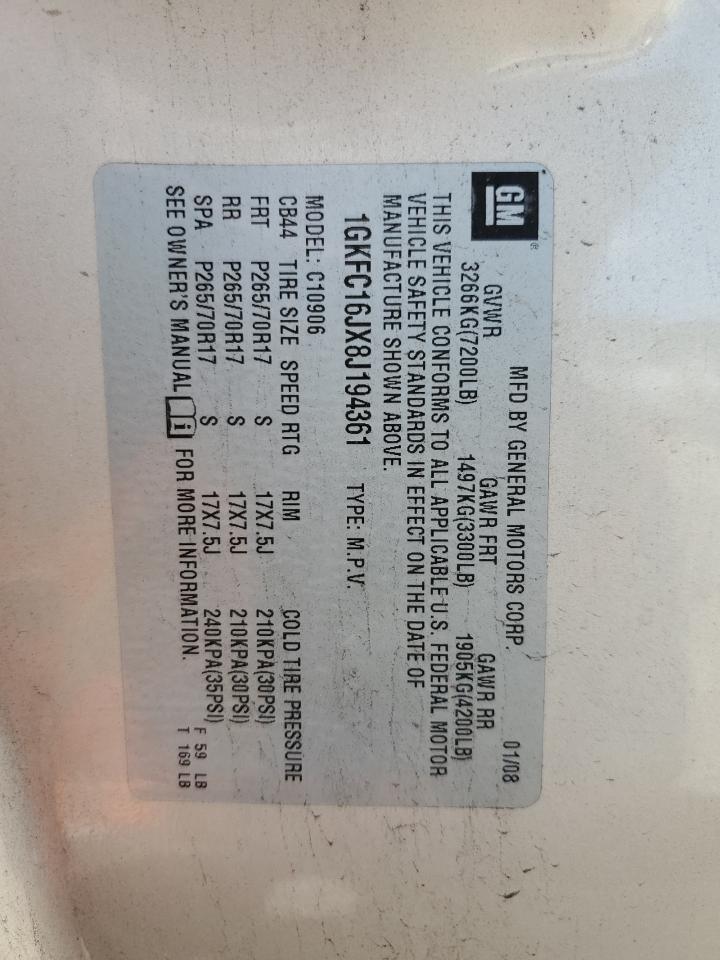 GM ® MFD BY GENERAL MOTORS CORP. 01/08
GVWR GAWR FRT GAWR RR
3266KG(7200LB) 1497KG(3300LB) 1905KG(4200LB)
THIS VEHICLE CONFORMS TO ALL APPLICABLE U.S. FEDERAL MOTOR
VEHICLE SAFETY STANDARDS IN EFFECT ON THE DATE OF
MANUFACTURE SHOWN ABOVE.
1GKFC16JX8J194361 TYPE: M.P.V.
MODEL: C10906
CB44 TIRE SIZE SPEED RTG RIM COLD TIRE PRESSURE
FRT P265/70R17 S 17X7.5J 210KPA(30PSI)
RR P265/70R17 S 17X7.5J 210KPA(30PSI)
SPA P265/70R17 S 17X7.5J 240KPA(35PSI) F 59 LB
SEE OWNER'S MANUAL i FOR MORE INFORMATION. T 169 LB